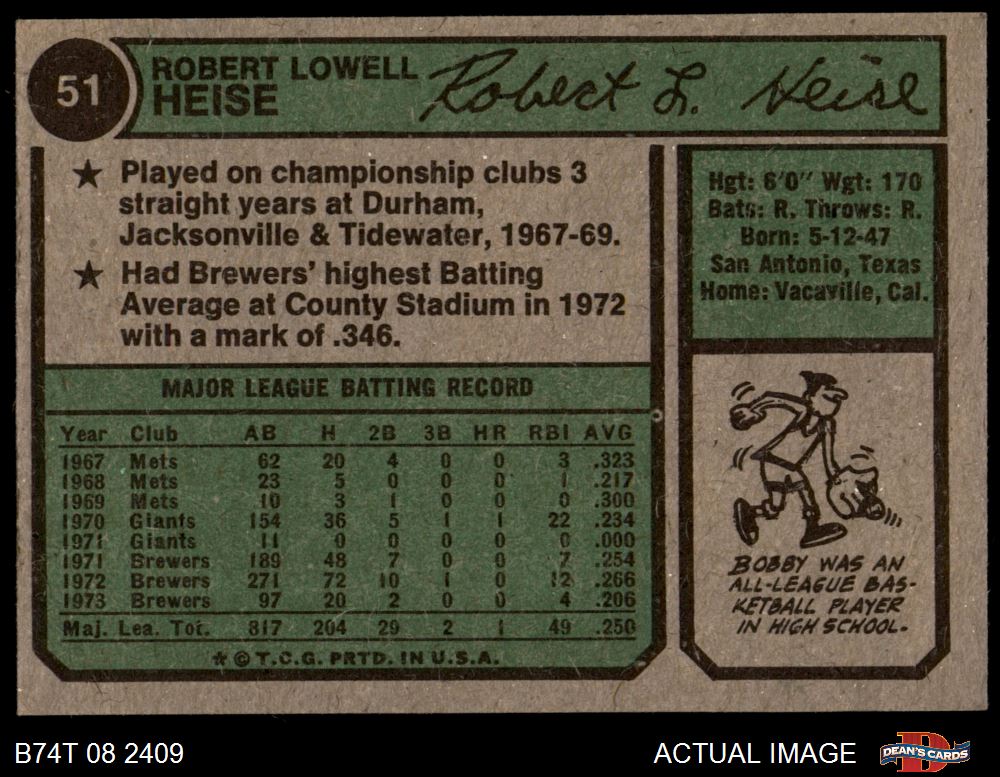 51
ROBERT LOWELL
HEISE
Robert L. Heise
★ Played on championship clubs 3
straight years at Durham,
Jacksonville & Tidewater, 1967-69.
★ Had Brewers' highest Batting
Average at County Stadium in 1972
with a mark of .346.
Hgt: 6'0" Wgt: 170
Bats: R. Throws: R.
Born: 5-12-47
San Antonio, Texas
Home: Vacaville, Cal.
MAJOR LEAGUE BATTING RECORD
Year Club AB H 2B 3B HR RBI AVG
1967 Mets 62 20 4 0 0 3 .323
1968 Mets 23 5 0 0 0 1 .217
1969 Mets 10 3 1 0 0 0 .300
1970 Giants 154 36 5 1 1 22 .234
1971 Giants 11 0 0 0 0 0 .000
1971 Brewers 189 48 7 0 0 7 .254
1972 Brewers 271 72 10 1 0 12 .266
1973 Brewers 97 20 2 0 0 4 .206
Maj. Lea. Tot. 817 204 29 2 1 49 .250
★ © T.C.G. PRTD. IN U.S.A.
BOBBY WAS AN
ALL-LEAGUE BAS-
KETBALL PLAYER
IN HIGH SCHOOL.
B74T 08 2409
ACTUAL IMAGE
D
DEAN'S CARDS